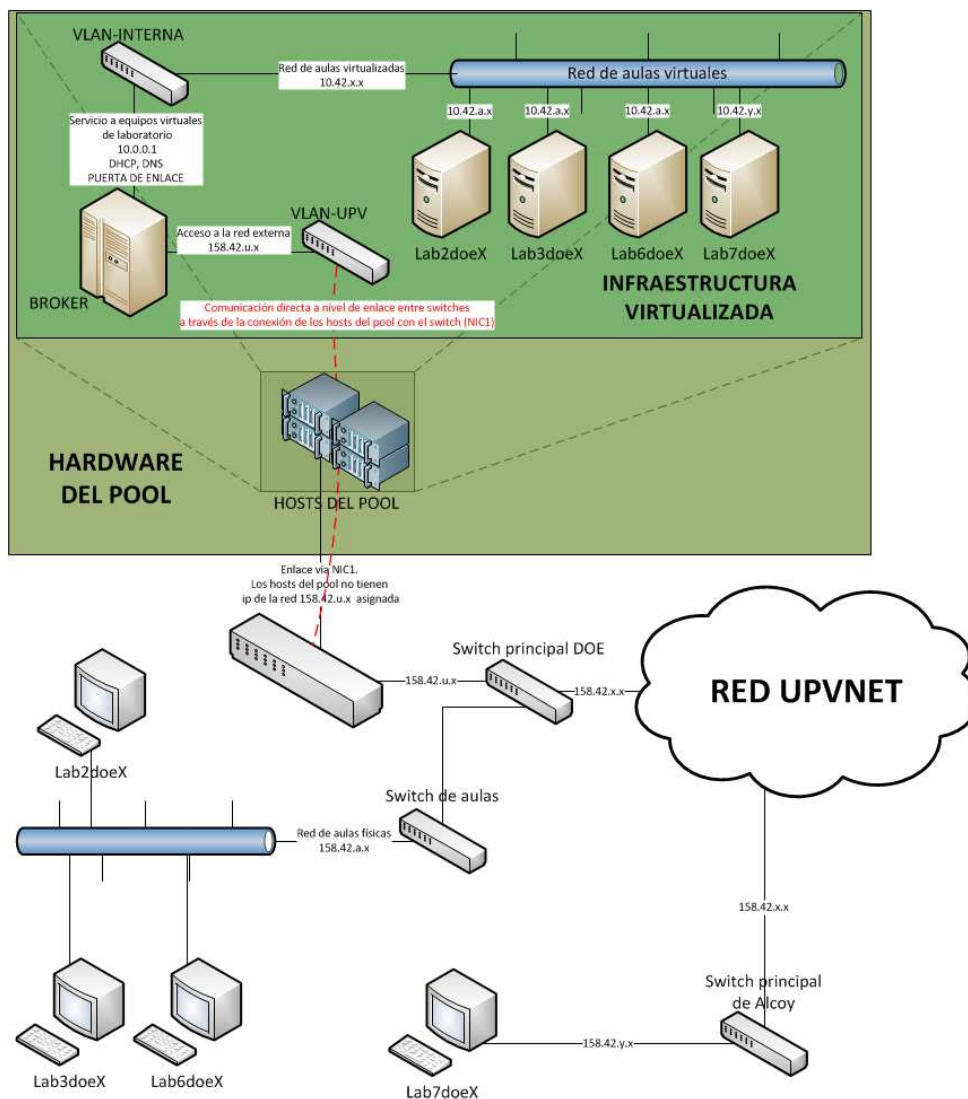 VLAN-INTERNA
Red de aulas virtualizadas
10.42.x.x
Red de aulas virtuales
10.42.a.x
10.42.a.x
10.42.a.x
10.42.y.x
Servicio a equipos virtuales
de laboratorio
10.0.0.1
DHCP, DNS
PUERTA DE ENLACE
VLAN-UPV
Acceso a la red externa
158.42.u.x
Lab2doeX
Lab3doeX
Lab6doeX
Lab7doeX
BROKER
INFRAESTRUCTURA
VIRTUALIZADA
Comunicación directa a nivel de enlace entre switches
a través de la conexión de los hosts del pool con el switch (NIC1)
HARDWARE
DEL POOL
HOSTS DEL POOL
Enlace via NIC1.
Los hosts del pool no tienen
ip de la red 158.42.u.x asignada
Switch principal DOE
158.42.u.x
158.42.x.x
RED UPVNET
Lab2doeX
Switch de aulas
Red de aulas físicas
158.42.a.x
158.42.x.x
Switch principal
de Alcoy
158.42.y.x
Lab3doeX
Lab6doeX
Lab7doeX